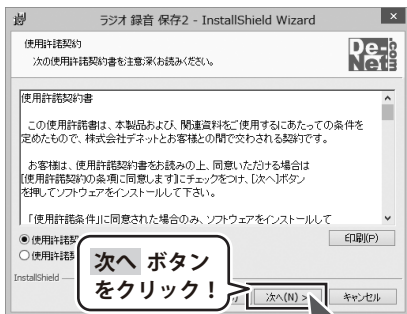 ラジオ 録音 保存2 - InstallShield Wizard
使用許諾契約
次の使用許諾契約書を注意深くお読みください。
De-
Net
使用許諾契約書
この使用許諾書は、本製品および、関連資料をご使用するにあたっての条件を
定めたもので、株式会社デネットとお客様との間で交わされる契約です。
お客様は、使用許諾契約書をお読みの上、同意いただける場合は
[使用許諾契約の条項に同意します]にチェックをつけ、[次へ]ボタン
を押してソフトウェアをインストールして下さい。
「使用許諾条件」に同意された場合のみ、ソフトウェアをインストールして
使用許諾
使用許諾
印刷(P)
InstallShield
次へ ボタン
をクリック!
次へ(N) >
キャンセル